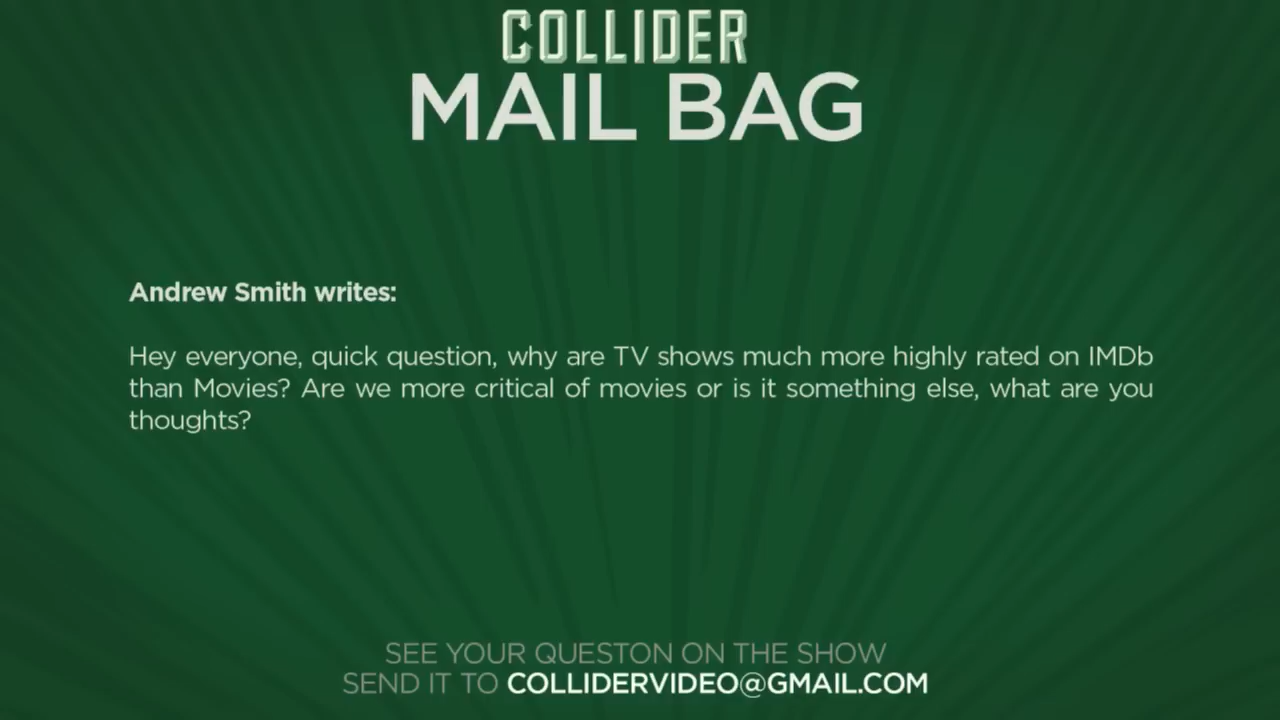 COLLIDER
MAIL BAG
Andrew Smith writes:
Hey everyone, quick question, why are TV shows much more highly rated on IMDb
than Movies? Are we more critical of movies or is it something else, what are you
thoughts?
SEE YOUR QUESTON ON THE SHOW
SEND IT TO COLLIDERVIDEO@GMAIL.COM